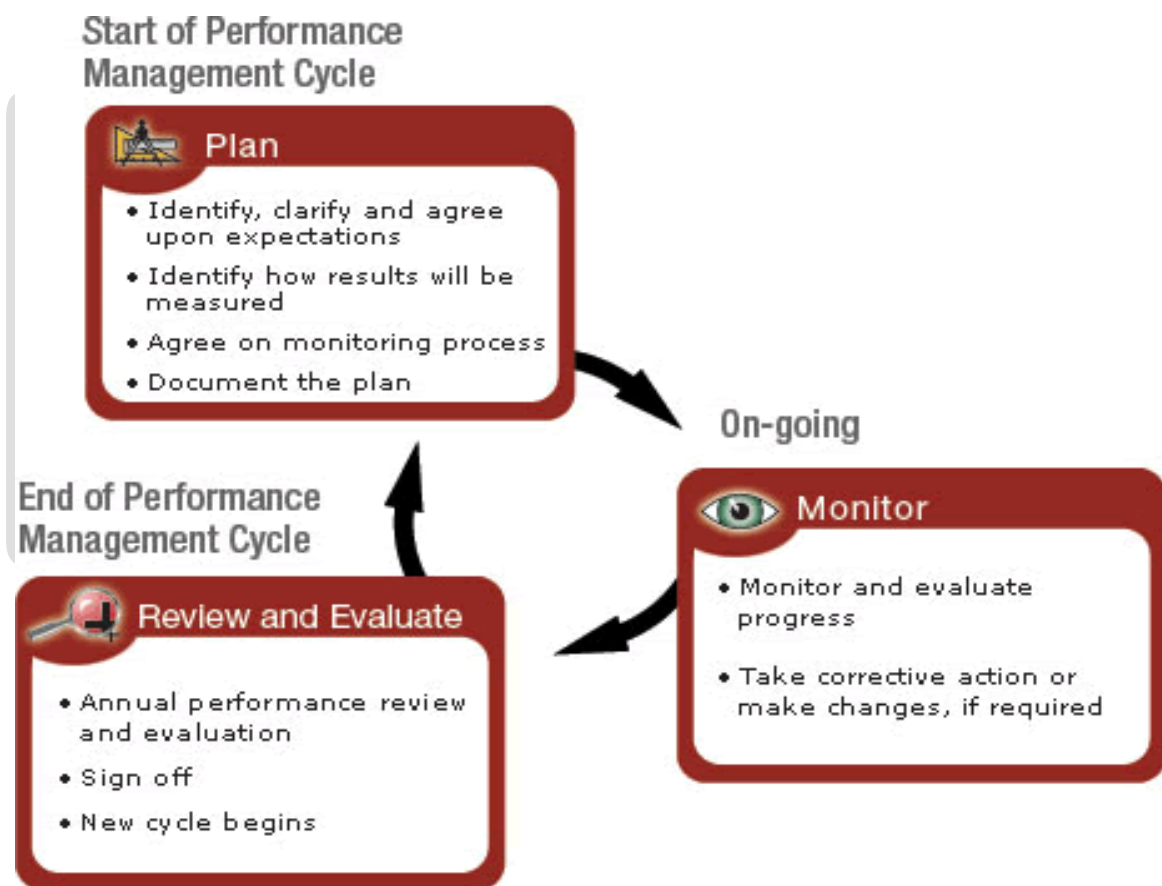 Start of Performance
Management Cycle
Plan
• Identify, clarify and agree
upon expectations
• Identify how results will be
measured
• Agree on monitoring process
• Document the plan
On-going
Monitor
• Monitor and evaluate
progress
• Take corrective action or
make changes, if required
End of Performance
Management Cycle
Review and Evaluate
• Annual performance review
and evaluation
• Sign off
• New cycle begins